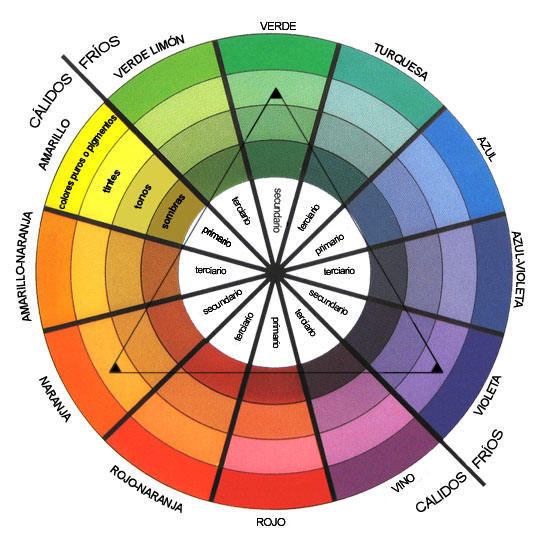 VERDE
TURQUESA
AZUL
AZUL-VIOLETA
VIOLETA
FRÍOS
CALIDOS
VINO
ROJO
ROJO-NARANJA
NARANJA
AMARILLO-NARANJA
AMARILLO
CÁLIDOS
FRÍOS
VERDE LIMÓN
colores puros o pigmentos
tintes
tonos
sombras
secundario
terciario
primario
terciario
secundario
terciario
primario
terciario
secundario
terciario
primario
terciario